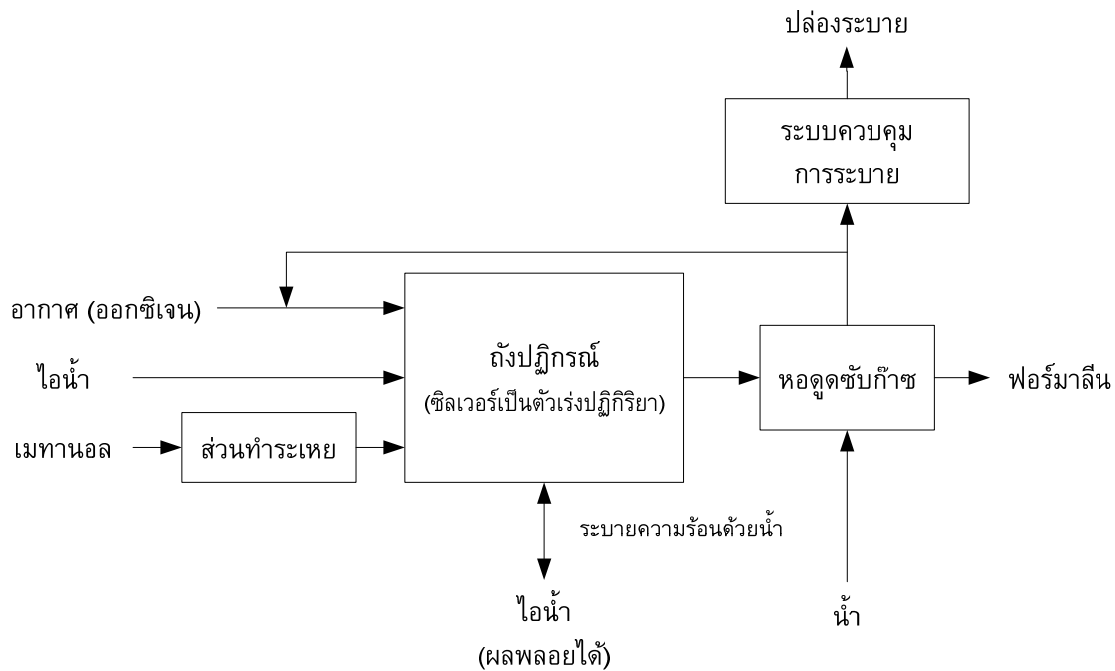 ปล่องระบาย
ระบบควบคุม
การระบาย
อากาศ (ออกซิเจน)
ไอน้ำ
เมทานอล
ส่วนทำระเหย
ถังปฏิกรณ์
(ซิลเวอร์เป็นตัวเร่งปฏิกิริยา)
หอดูดซับก๊าซ
ฟอร์มาลีน
ระบายความร้อนด้วยน้ำ
ไอน้ำ
(ผลพลอยได้)
น้ำ